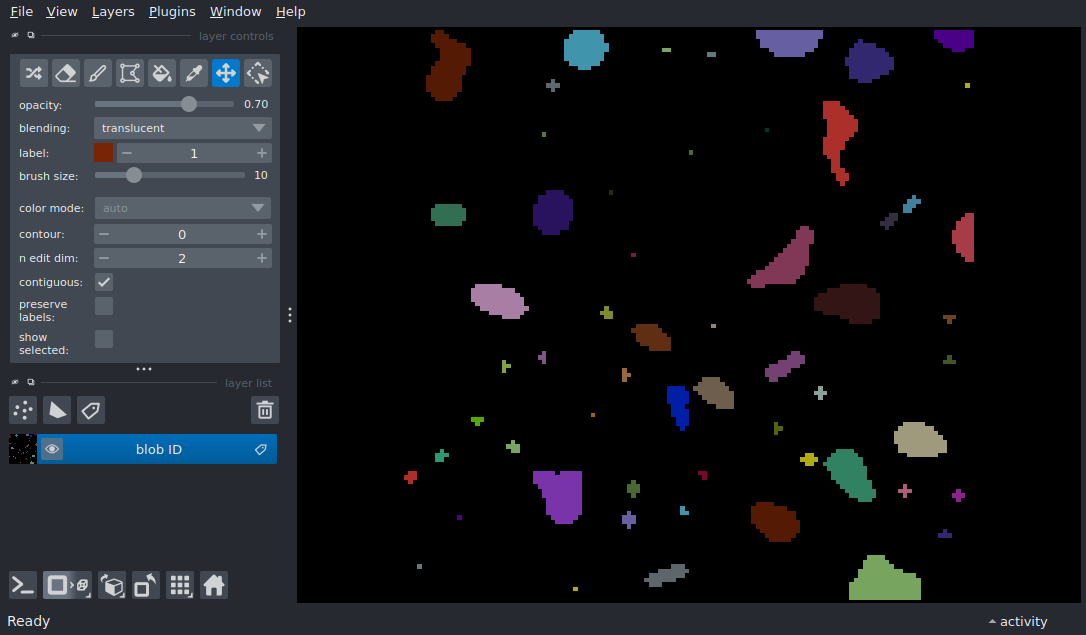 File View Layers Plugins Window Help
layer controls
opacity: 0.70
blending: translucent
label: 1
brush size: 10
color mode: auto
contour: 0
n edit dim: 2
contiguous:
preserve
labels:
show
selected:
layer list
blob ID
Ready
activity